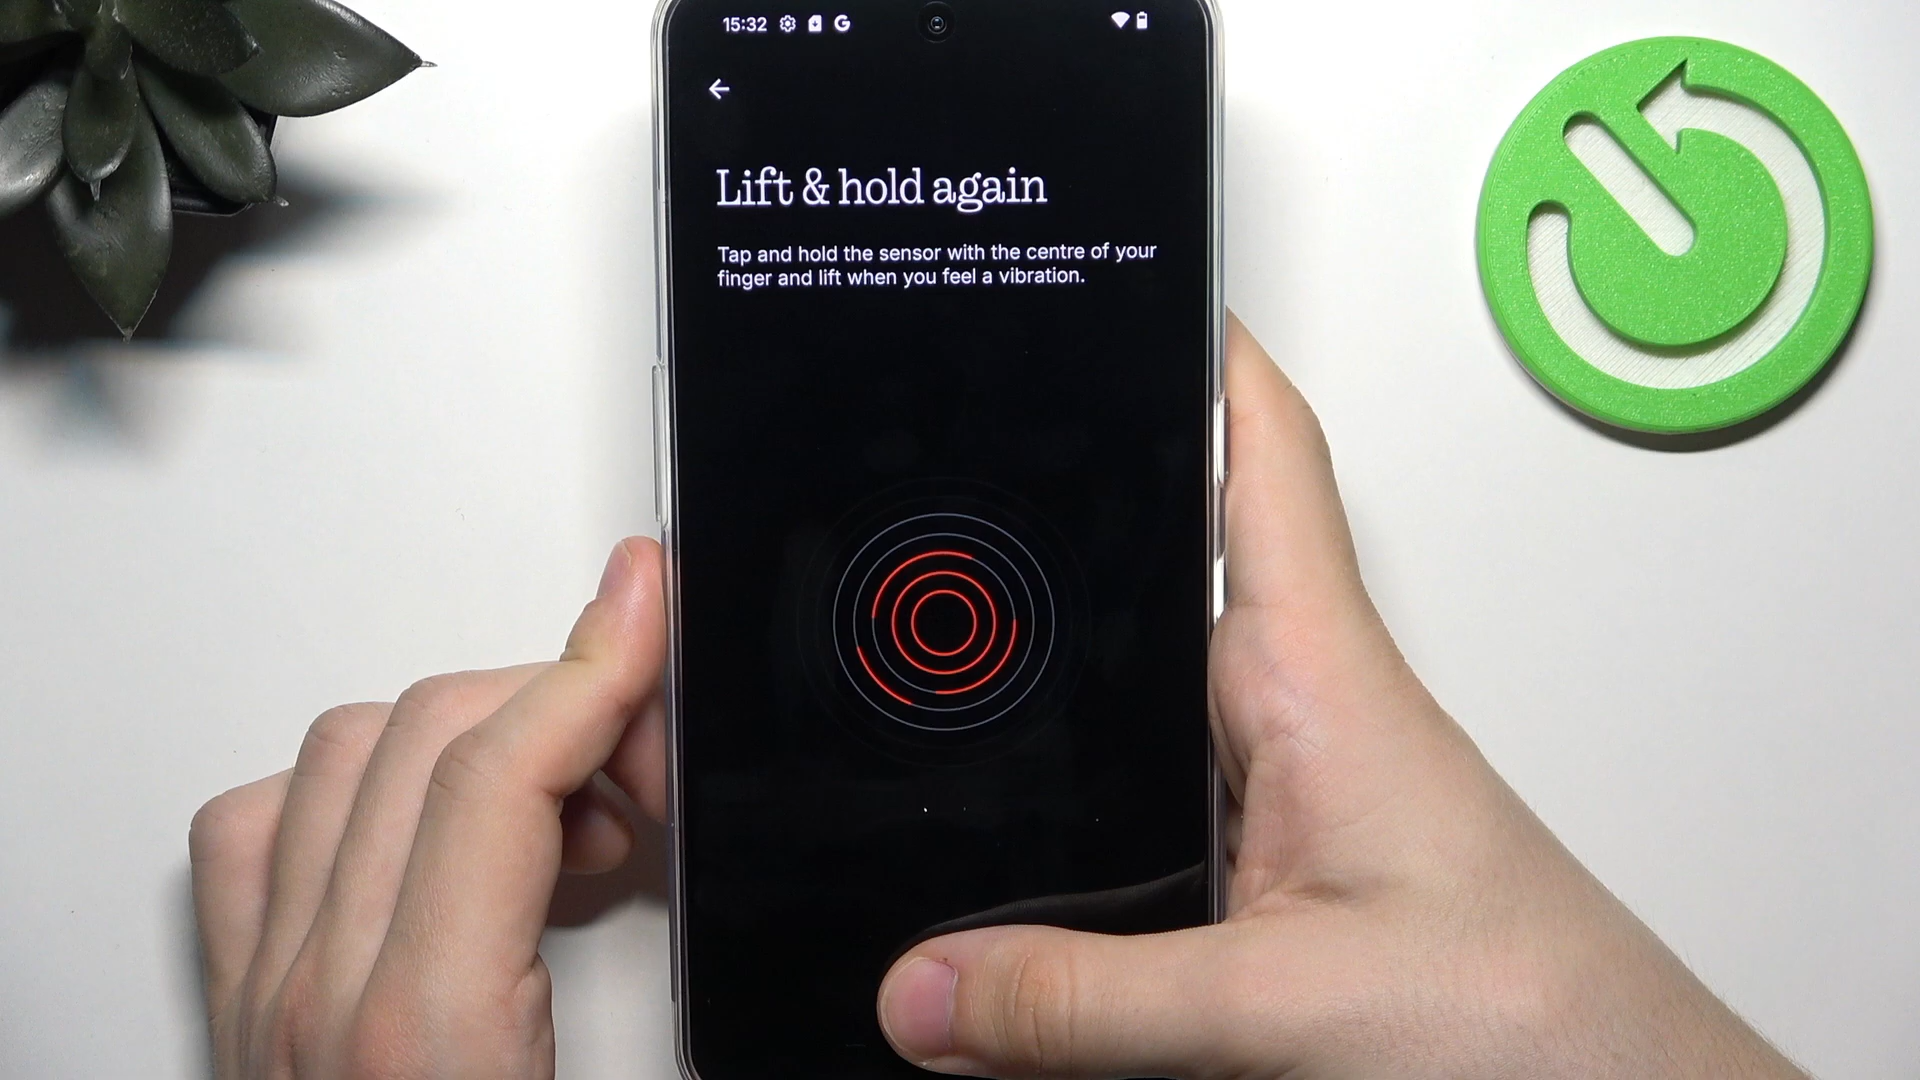 15:32
Lift & hold again
Tap and hold the sensor with the centre of your
finger and lift when you feel a vibration.